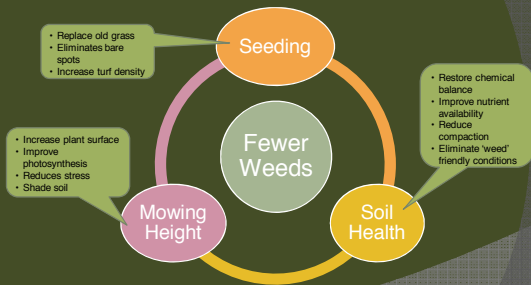 • Replace old grass
• Eliminates bare
spots
• Increase turf density
Seeding
• Restore chemical
balance
• Improve nutrient
availability
• Reduce
compaction
• Eliminate ‘weed’
friendly conditions
Fewer
Weeds
• Increase plant surface
• Improve
photosynthesis
• Reduces stress
• Shade soil
Mowing
Height
Soil
Health